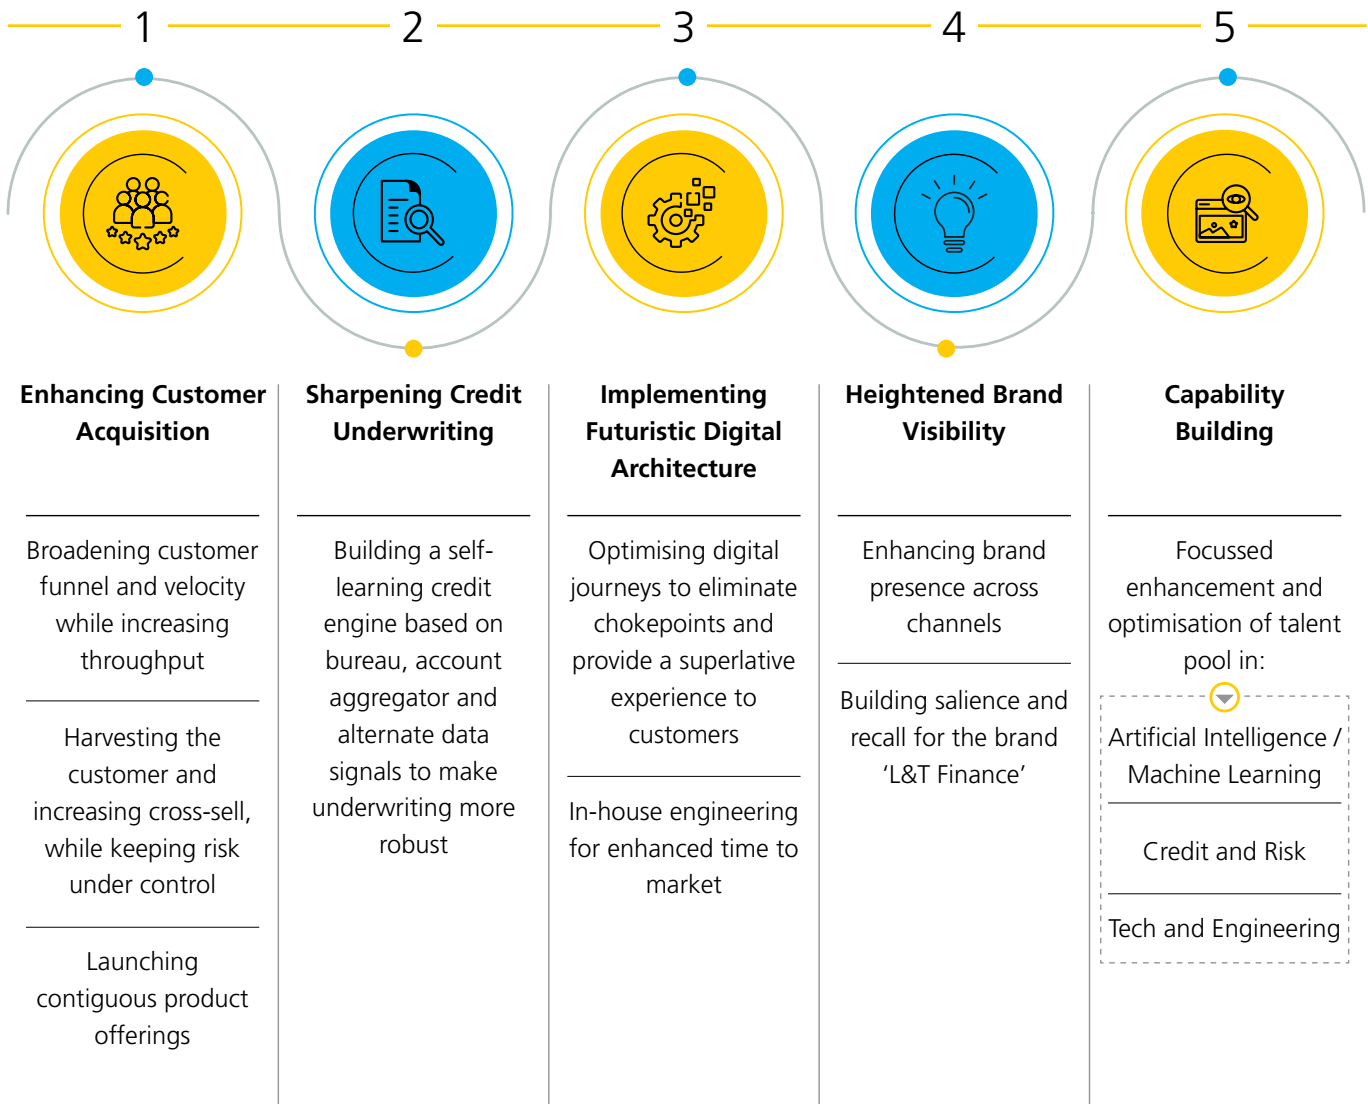 1
2
3
4
5
Enhancing Customer
Acquisition
Broadening customer
funnel and velocity
while increasing
throughput
Harvesting the
customer and
increasing cross-sell,
while keeping risk
under control
Launching
contiguous product
offerings
Sharpening Credit
Underwriting
Building a self-
learning credit
engine based on
bureau, account
aggregator and
alternate data
signals to make
underwriting more
robust
Implementing
Futuristic Digital
Architecture
Optimising digital
journeys to eliminate
chokepoints and
provide a superlative
experience to
customers
In-house engineering
for enhanced time to
market
Heightened Brand
Visibility
Enhancing brand
presence across
channels
Building salience and
recall for the brand
‘L&T Finance’
Capability
Building
Focussed
enhancement and
optimisation of talent
pool in:
Artificial Intelligence /
Machine Learning
Credit and Risk
Tech and Engineering